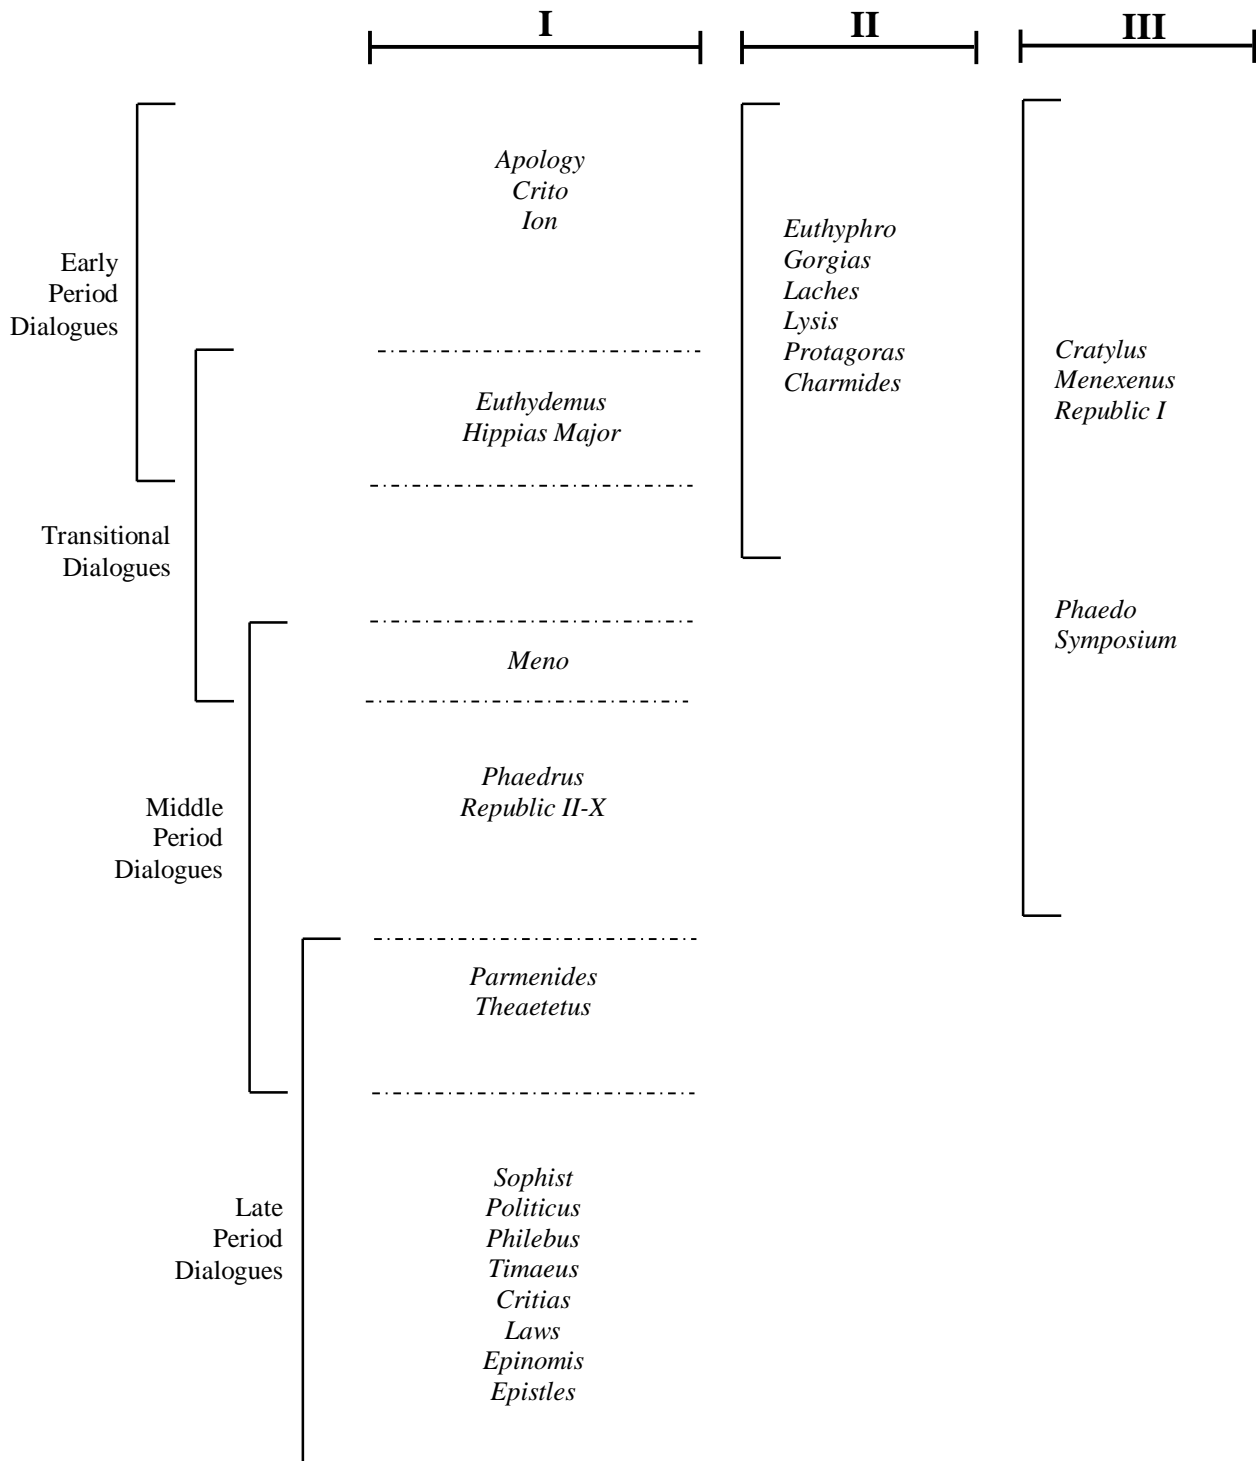 I
II
III
Early
Period
Dialogues
Transitional
Dialogues
Middle
Period
Dialogues
Late
Period
Dialogues
Apology
Crito
Ion
Euthydemus
Hippias Major
Meno
Phaedrus
Republic II-X
Parmenides
Theaetetus
Sophist
Politicus
Philebus
Timaeus
Critias
Laws
Epinomis
Epistles
Euthyphro
Gorgias
Laches
Lysis
Protagoras
Charmides
Cratylus
Menexenus
Republic I
Phaedo
Symposium